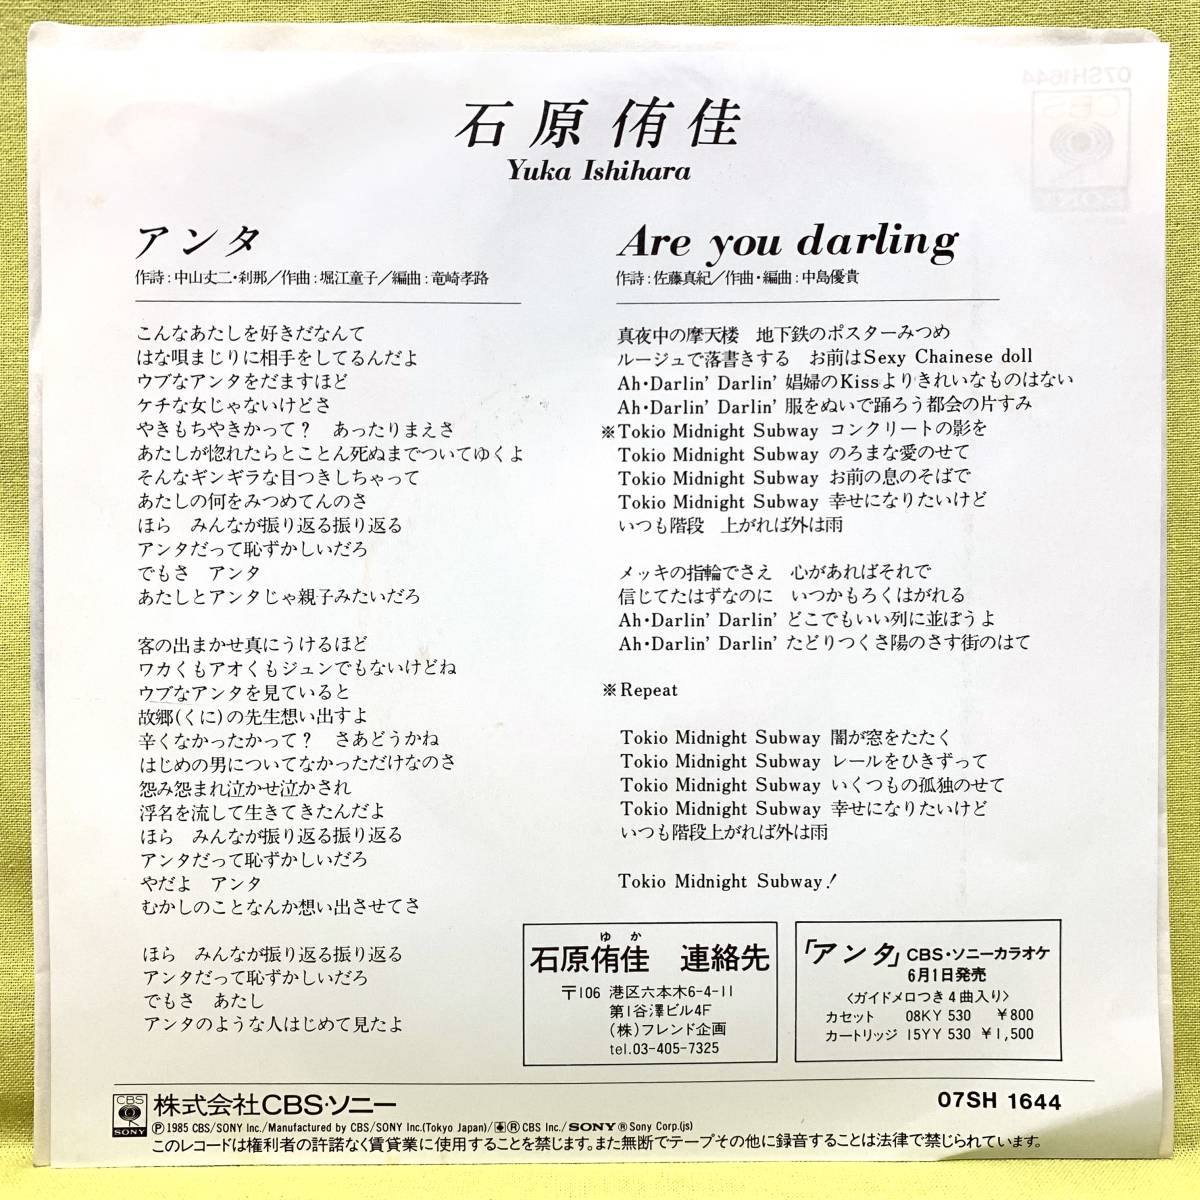 石原侑佳
Yuka Ishihara
アンタ
作詩：中山丈二・刹那／作曲：堀江童子／編曲：竜崎孝路
こんなあたしを好きだなんて
はな唄まじりに相手をしてるんだよ
ウブなアンタをだますほど
ケチな女じゃないけどさ
やきもちやきかって？　あったりまえさ
あたしが惚れたらとことん死ぬまでついてゆくよ
そんなギンギラな目つきしちゃって
あたしの何をみつめてんのさ
ほら　みんなが振り返る振り返る
アンタだって恥ずかしいだろ
でもさ　アンタ
あたしとアンタじゃ親子みたいだろ
客の出まかせ真にうけるほど
ワカくもアオくもジュンでもないけどね
ウブなアンタを見ていると
故郷(くに)の先生想い出すよ
辛くなかったかって？　さあどうかね
はじめの男についてなかっただけなのさ
怨み怨まれ泣かせ泣かされ
浮名を流して生きてきたんだよ
ほら　みんなが振り返る振り返る
アンタだって恥ずかしいだろ
やだよ　アンタ
むかしのことなんか想い出させてさ
ほら　みんなが振り返る振り返る
アンタだって恥ずかしいだろ
でもさ　あたし
アンタのような人はじめて見たよ
Are you darling
作詩：佐藤真紀／作曲・編曲：中島優貴
真夜中の摩天楼　地下鉄のポスターみつめ
ルージュで落書きする　お前はSexy Chainese doll
Ah・Darlin' Darlin' 娼婦のKissよりきれいなものはない
Ah・Darlin' Darlin' 服をぬいで踊ろう都会の片すみ
※Tokio Midnight Subway コンクリートの影を
Tokio Midnight Subway のろまな愛のせて
Tokio Midnight Subway お前の息のそばで
Tokio Midnight Subway 幸せになりたいけど
いつも階段　上がれば外は雨
メッキの指輪でさえ　心があればそれで
信じてたはずなのに　いつかもろくはがれる
Ah・Darlin' Darlin' どこでもいい列に並ぼうよ
Ah・Darlin' Darlin' たどりつくさ陽のさす街のはて
※Repeat
Tokio Midnight Subway 闇が窓をたたく
Tokio Midnight Subway レールをひきずって
Tokio Midnight Subway いくつもの孤独のせて
Tokio Midnight Subway 幸せになりたいけど
いつも階段上がれば外は雨
Tokio Midnight Subway!
ゆか
石原侑佳　連絡先
〒106 港区六本木6-4-11
第1谷澤ビル4F
(株)フレンド企画
tel.03-405-7325
「アンタ」CBS・ソニーカラオケ
6月1日発売
〈ガイドメロつき4曲入り〉
カセット　08KY 530　￥800
カートリッジ　15YY 530　￥1,500
CBS SONY 株式会社CBS・ソニー
07SH 1644
Ⓟ1985 CBS/SONY Inc./Manufactured by CBS/SONY Inc.(Tokyo Japan)/Ⓡ CBS Inc./SONY Ⓡ Sony Corp.(js)
このレコードは権利者の許諾なく賃貸業に使用することを禁じます。また無断でテープその他に録音することは法律で禁じられています。